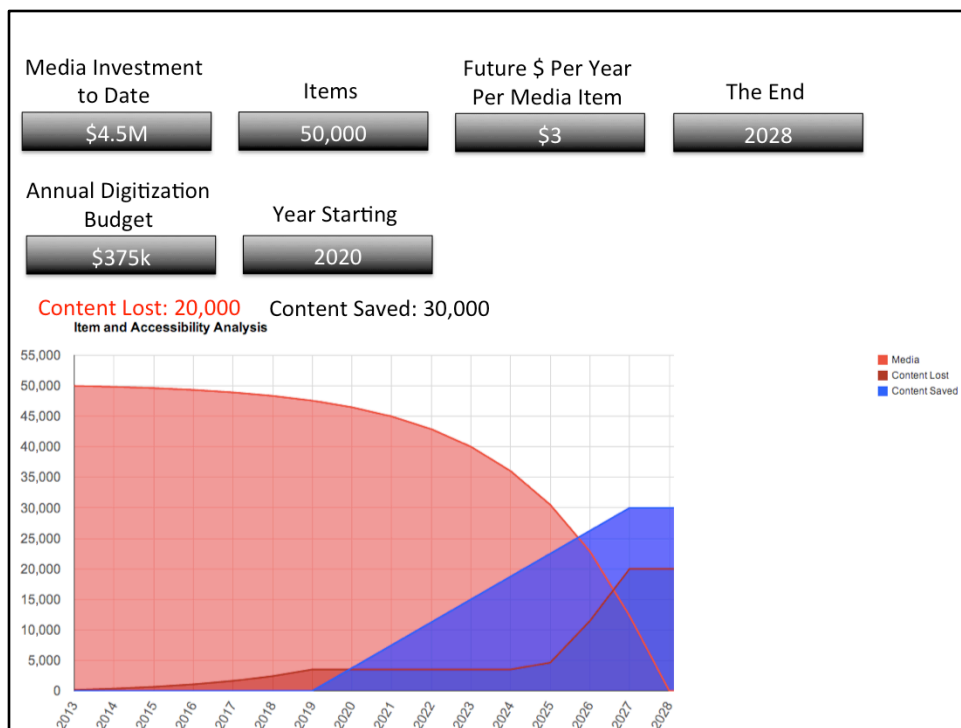 Media Investment
to Date
$4.5M
Items
50,000
Future $ Per Year
Per Media Item
$3
The End
2028
Annual Digitization
Budget
$375k
Year Starting
2020
Content Lost: 20,000 Content Saved: 30,000
Item and Accessibility Analysis
55,000
50,000
45,000
40,000
35,000
30,000
25,000
20,000
15,000
10,000
5,000
0
2013
2014
2015
2016
2017
2018
2019
2020
2021
2022
2023
2024
2025
2026
2027
2028
Media
Content Lost
Content Saved